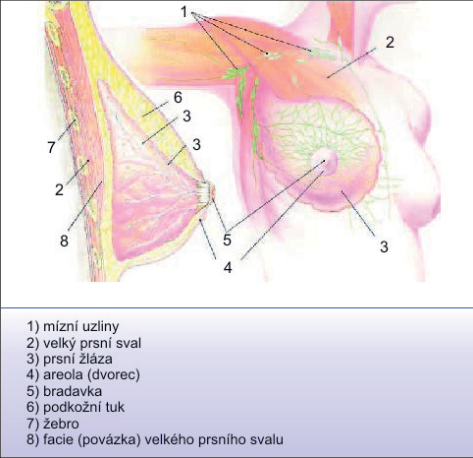 1
2
6
3
3
7
2
8
5
4
3
1) mízní uzliny
2) velký prsní sval
3) prsní žláza
4) areola (dvorec)
5) bradavka
6) podkožní tuk
7) žebro
8) facie (povázka) velkého prsního svalu